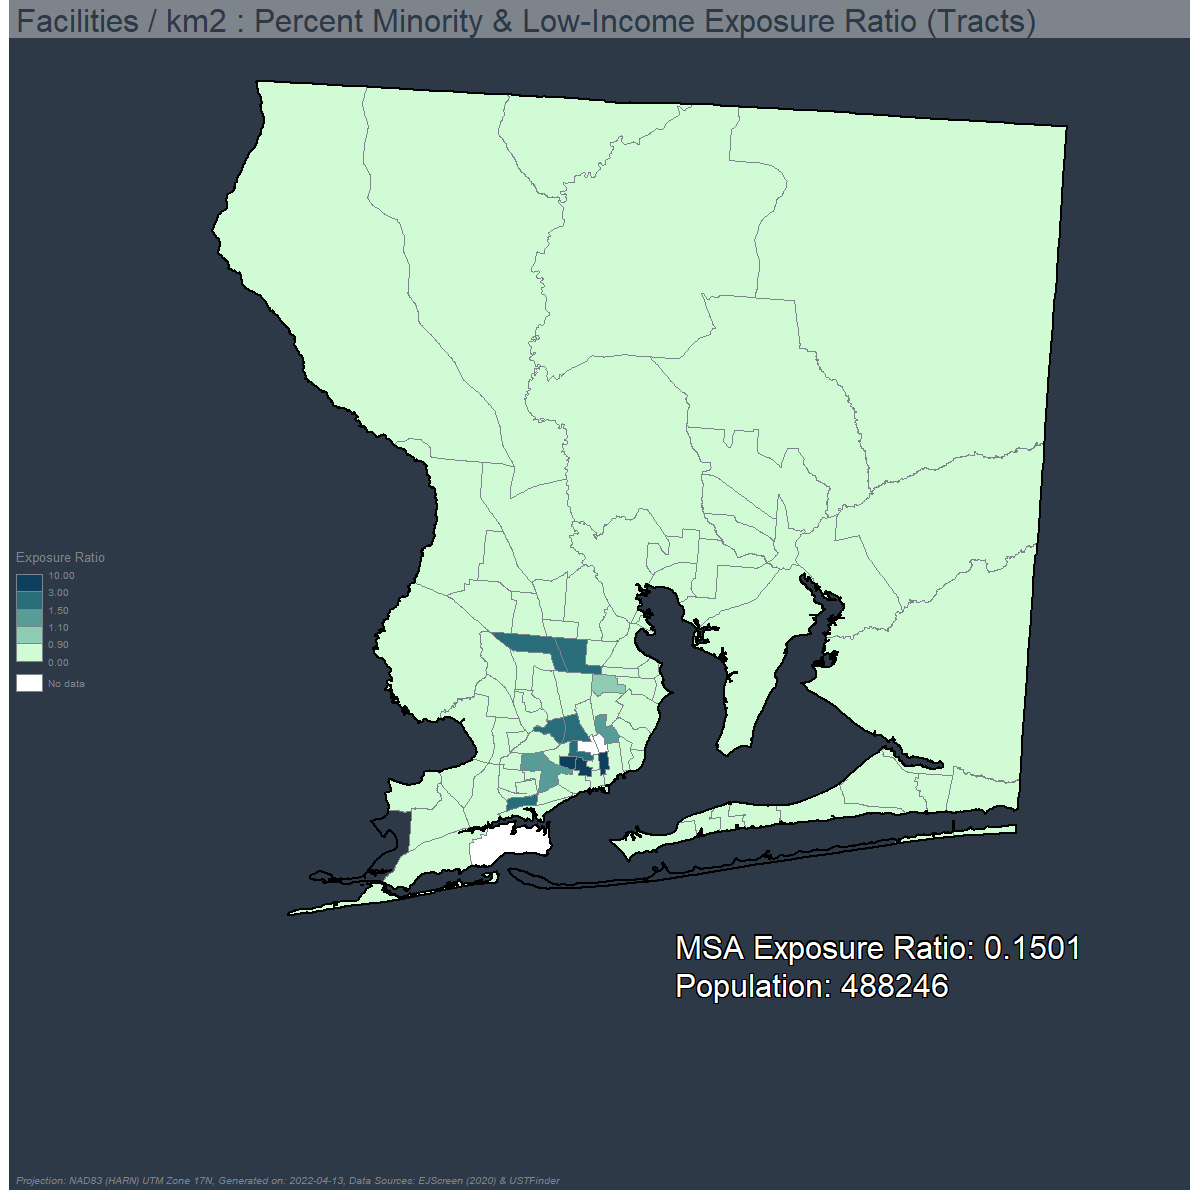 Facilities / km2 : Percent Minority & Low-Income Exposure Ratio (Tracts)
Exposure Ratio
10.00
3.00
1.50
1.10
0.90
0.00
No data
MSA Exposure Ratio: 0.1501
Population: 488246
Projection: NAD83 (HARN) UTM Zone 17N, Generated on: 2022-04-13, Data Sources: EJScreen (2020) & USTFinder